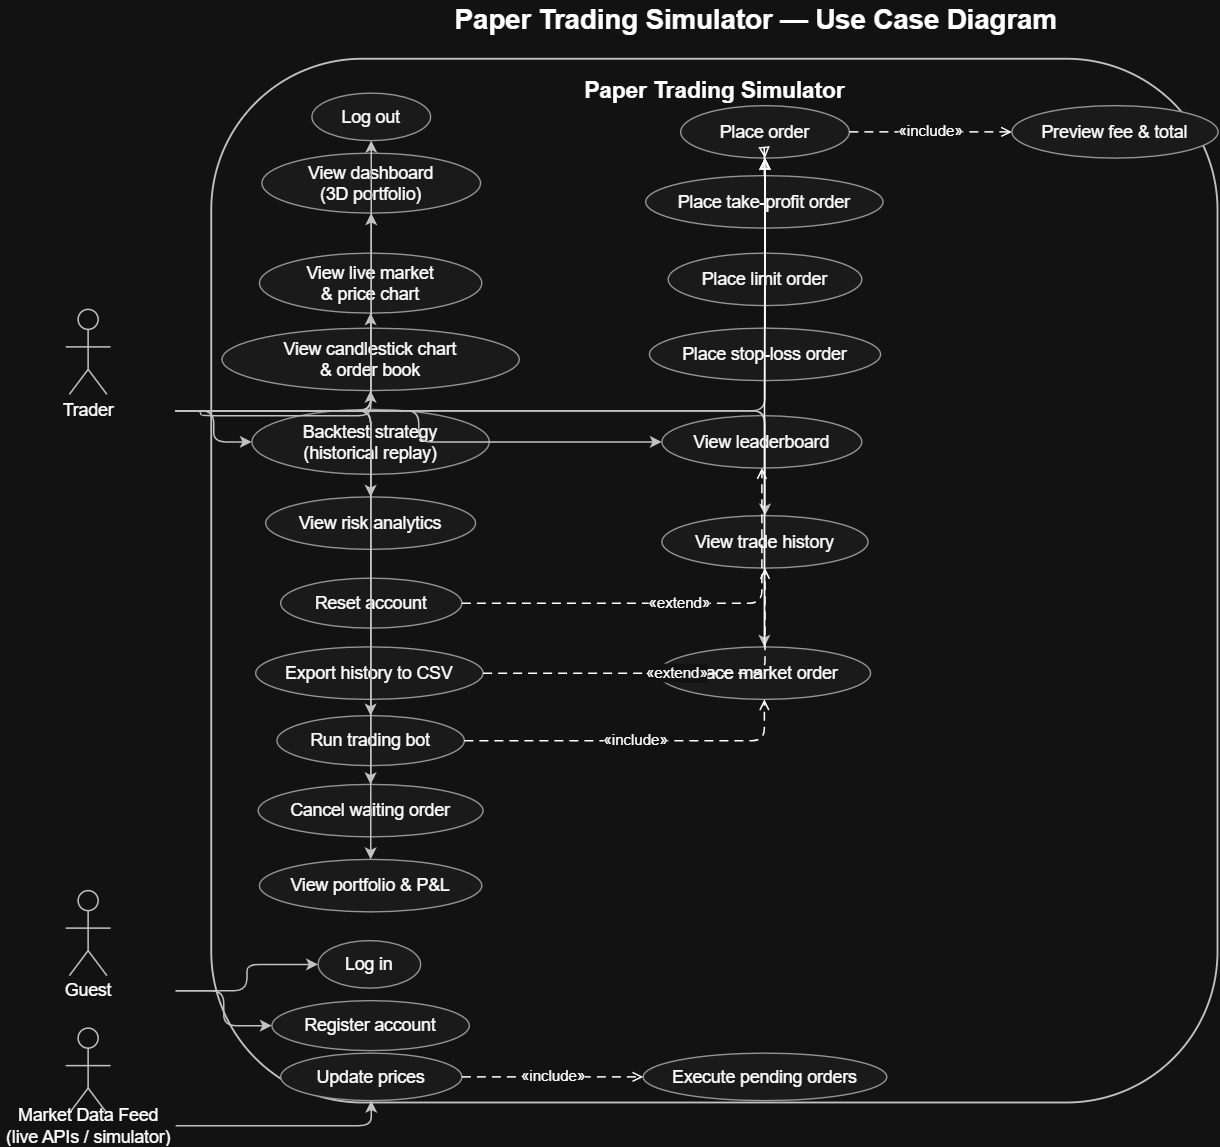 Paper Trading Simulator — Use Case Diagram
Paper Trading Simulator
Log out
Place order
«include»
Preview fee & total
View dashboard
(3D portfolio)
Place take-profit order
View live market
& price chart
Place limit order
View candlestick chart
& order book
Place stop-loss order
Trader
Backtest strategy
(historical replay)
View leaderboard
View risk analytics
View trade history
Reset account
«extend»
Export history to CSV
«extend»
market order
Run trading bot
«include»
Cancel waiting order
View portfolio & P&L
Guest
Log in
Register account
Update prices
«include»
Execute pending orders
Market Data Feed
(live APIs / simulator)